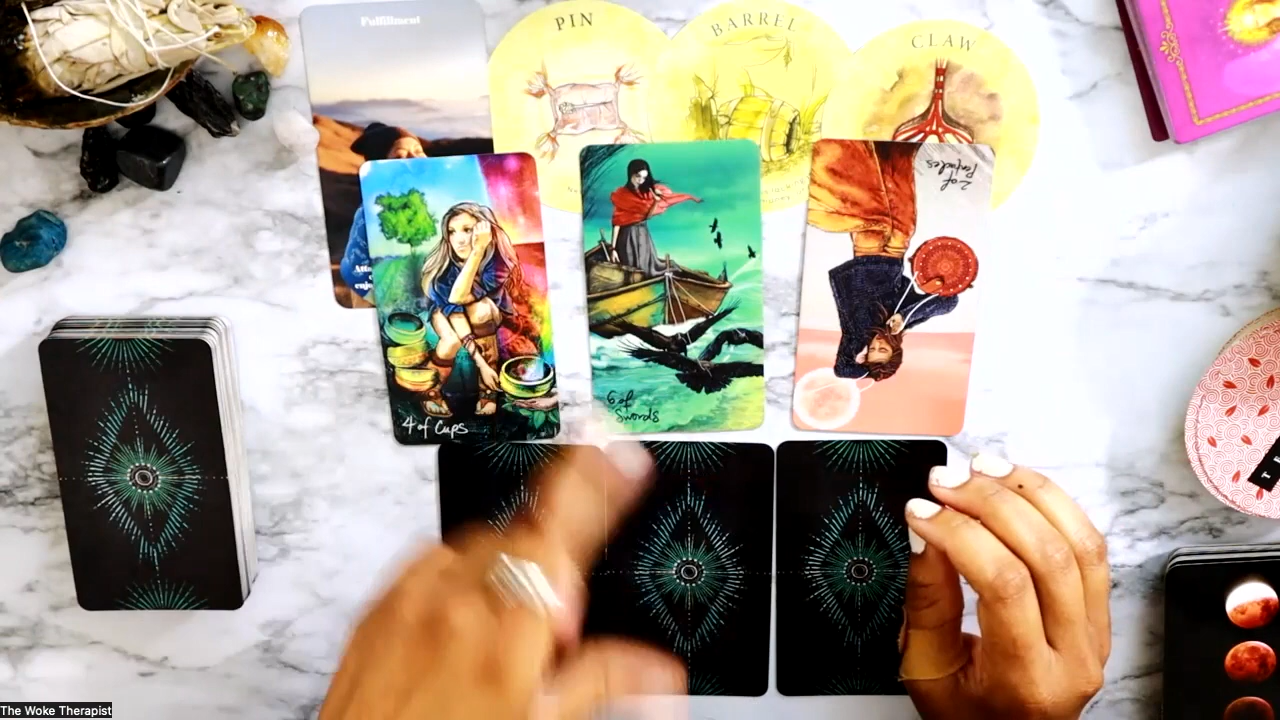 Fulfillment
PIN
BARREL
CLAW
2 of
Pentacles
4 of Cups
6 of
Swords
The Woke Therapist